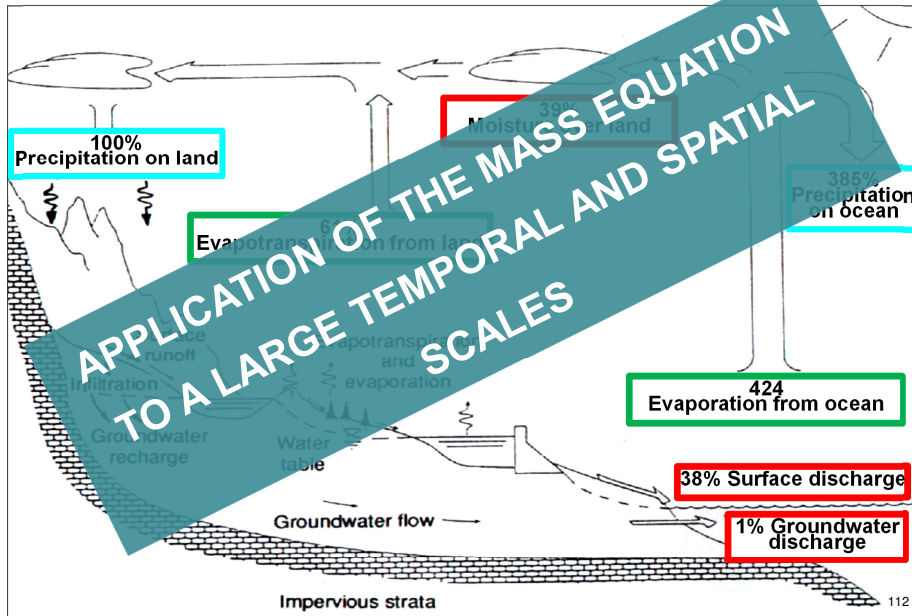 APPLICATION OF THE MASS EQUATION
TO A LARGE TEMPORAL AND SPATIAL
SCALES
39%
Moisture over land
100%
Precipitation on land
385%
Precipitation
on ocean
Evapotranspiration from land
Surface
runoff
Evapotranspiration
and
evaporation
Infiltration
424
Evaporation from ocean
Groundwater
recharge
Water
table
38% Surface discharge
Groundwater flow
1% Groundwater
discharge
Impervious strata
112